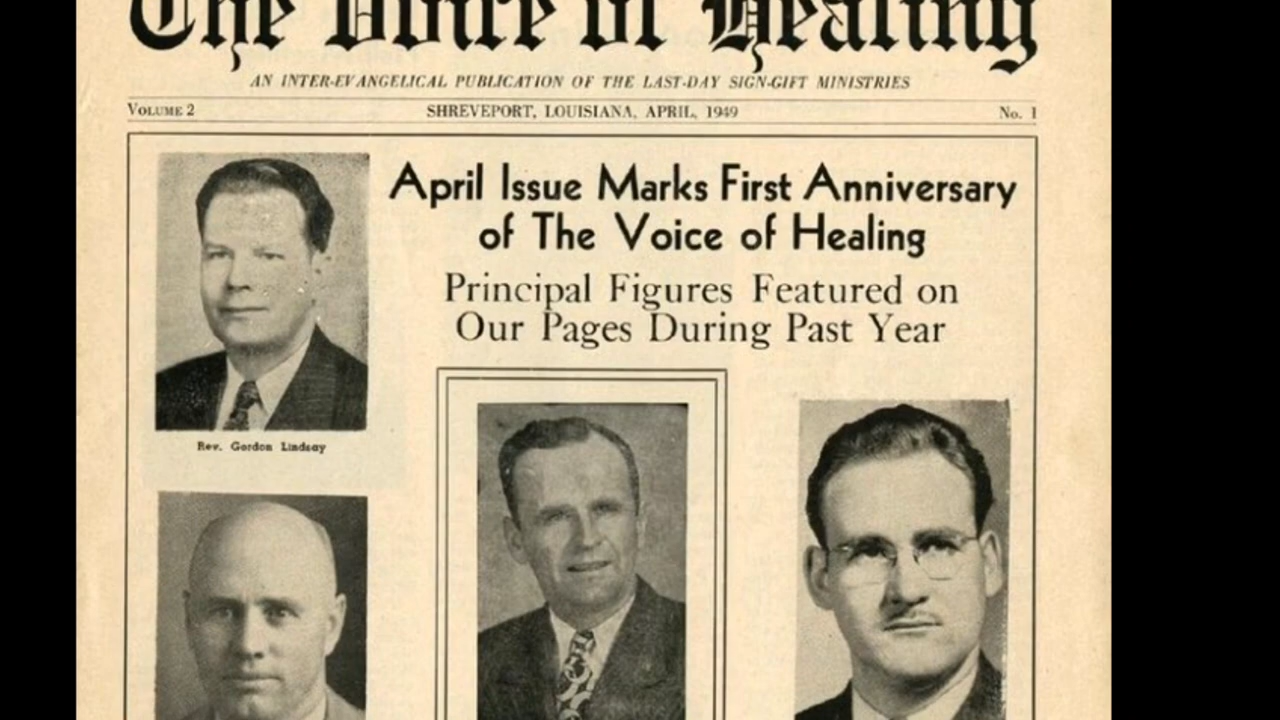 The Voice of Healing
AN INTER-EVANGELICAL PUBLICATION OF THE LAST-DAY SIGN-GIFT MINISTRIES
VOLUME 2 SHREVEPORT, LOUISIANA, APRIL, 1949 No. 1
April Issue Marks First Anniversary
of The Voice of Healing
Principal Figures Featured on
Our Pages During Past Year
Rev. Gordon Lindsay